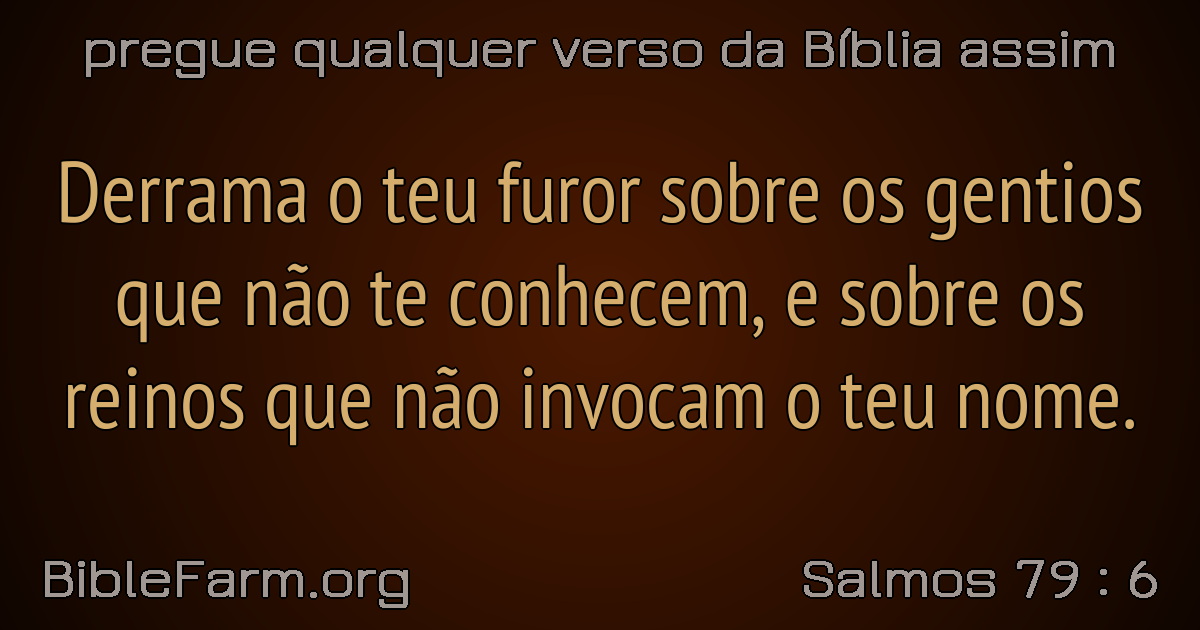 pregue qualquer verso da Bíblia assim
Derrama o teu furor sobre os gentios
que não te conhecem, e sobre os
reinos que não invocam o teu nome.
BibleFarm.org
Salmos 79 : 6